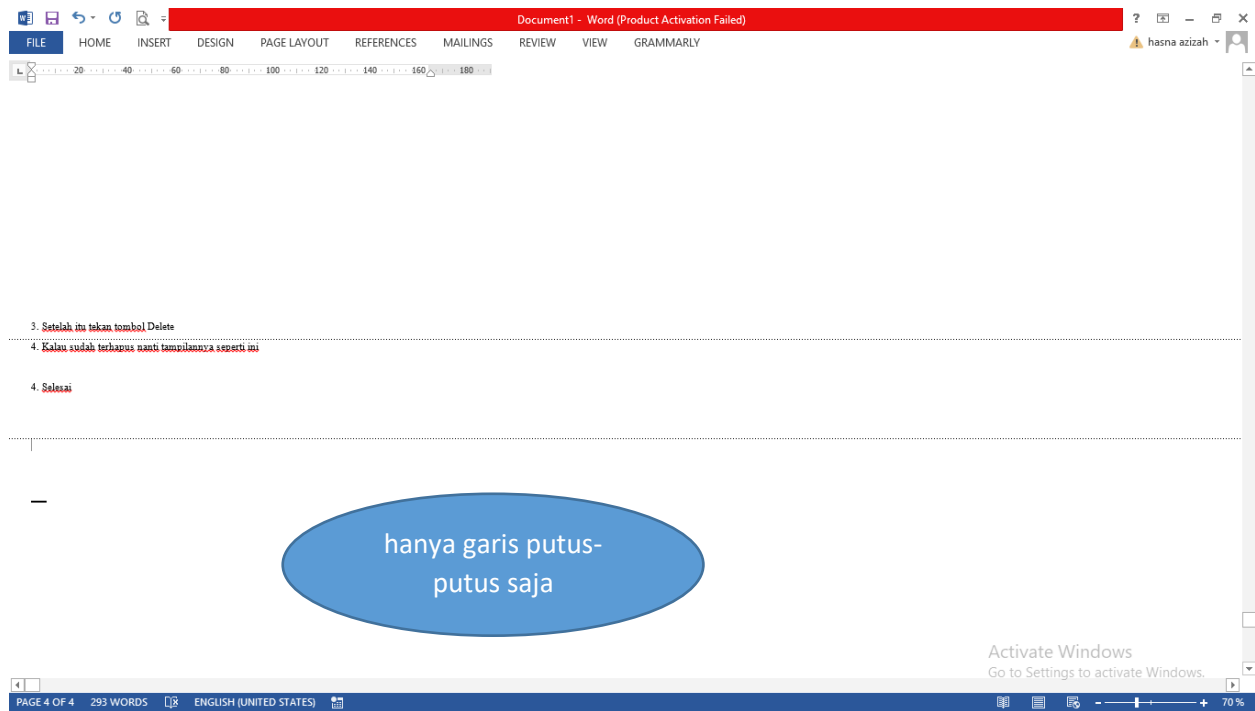 Document1 - Word (Product Activation Failed)
?
FILE HOME INSERT DESIGN PAGE LAYOUT REFERENCES MAILINGS REVIEW VIEW GRAMMARLY
hasna azizah
L 20 40 60 80 100 120 140 160 180
3. Setelah itu tekan tombol Delete
4. Kalau sudah terhapus nanti tampilannya seperti ini
4. Selesai
hanya garis putus-
putus saja
Activate Windows
Go to Settings to activate Windows.
PAGE 4 OF 4 293 WORDS ENGLISH (UNITED STATES) 70 %